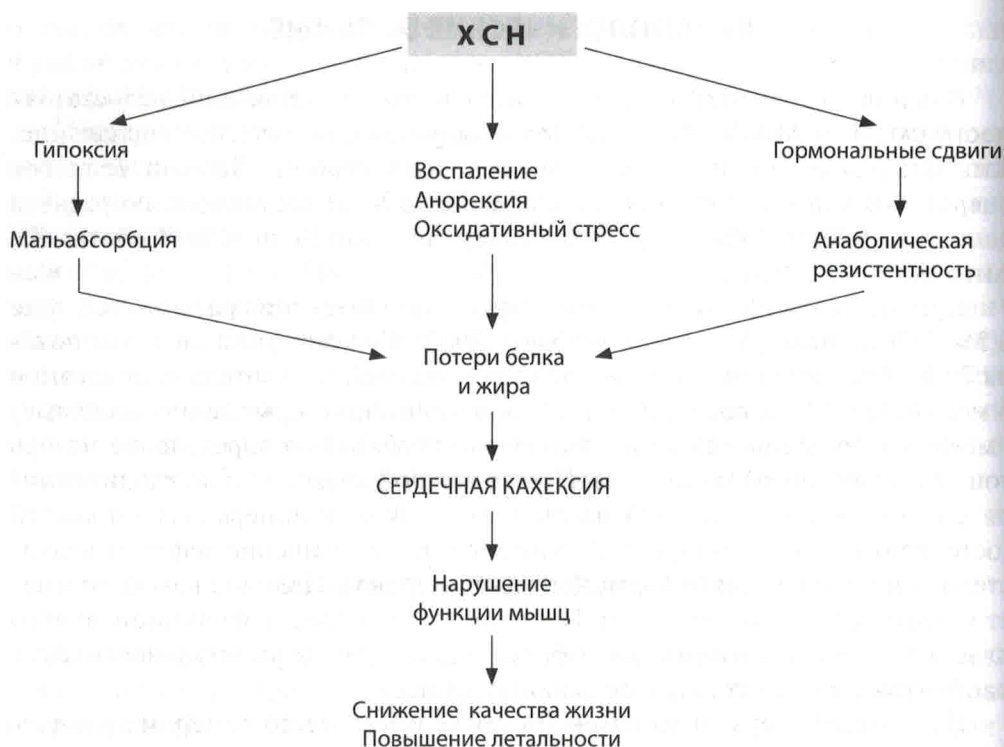 ХСН
Гипоксия
Гормональные сдвиги
Воспаление
Анорексия
Оксидативный стресс
Мальабсорбция
Анаболическая
резистентность
Потери белка
и жира
СЕРДЕЧНАЯ КАХЕКСИЯ
Нарушение
функции мышц
Снижение качества жизни
Повышение летальности